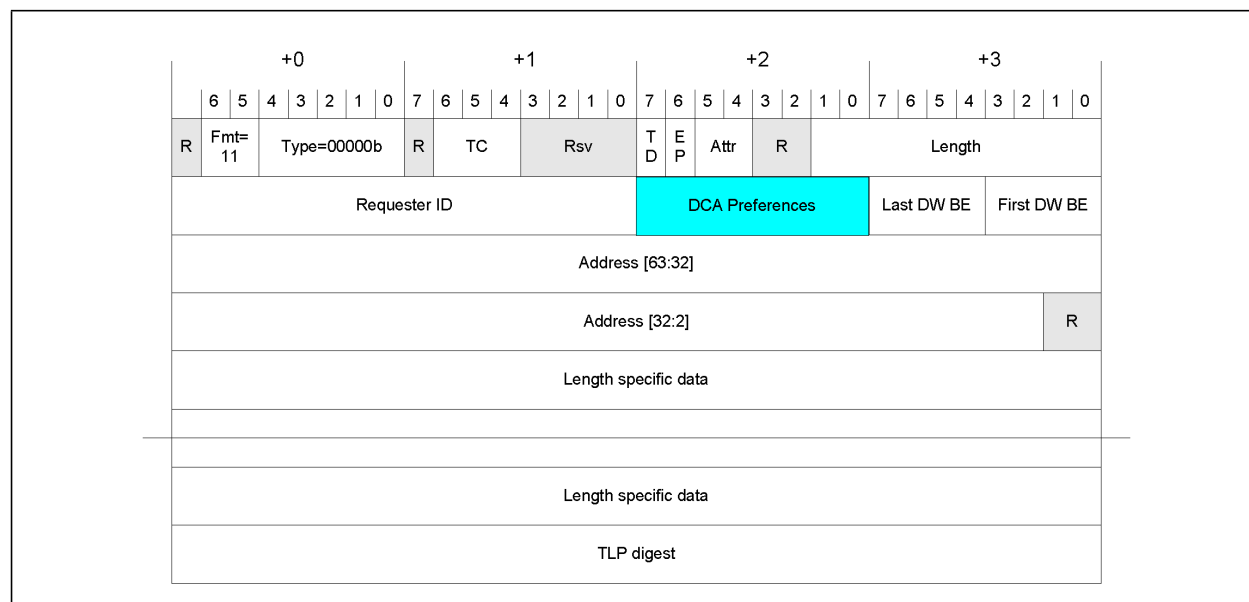 +0 +1 +2 +3
6 5 4 3 2 1 0 7 6 5 4 3 2 1 0 7 6 5 4 3 2 1 0 7 6 5 4 3 2 1 0
R Fmt= 11 Type=00000b R TC Rsv T D E P Attr R Length
Requester ID DCA Preferences Last DW BE First DW BE
Address [63:32]
Address [32:2] R
Length specific data
Length specific data
TLP digest